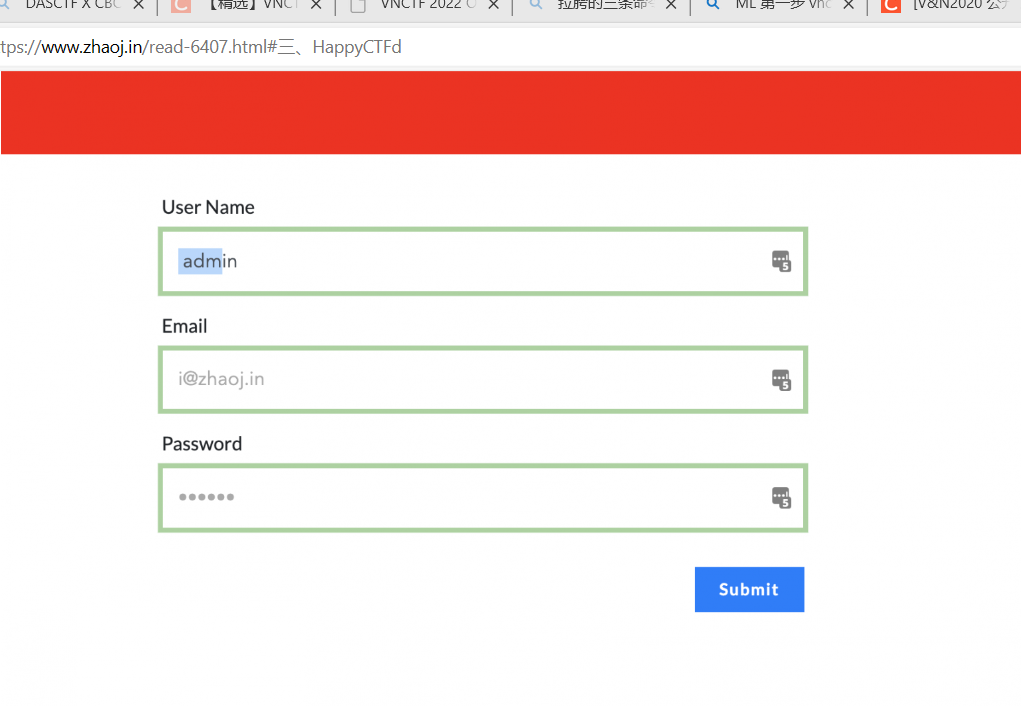 DASCTF X CBC
【精选】VNCT
VNCTF 2022 
拉胯的三条命
ML 第一步 vnc
[V&N2020 公
tps://www.zhaoj.in/read-6407.html#三、HappyCTFd
User Name
admin
Email
i@zhaoj.in
Password
Submit